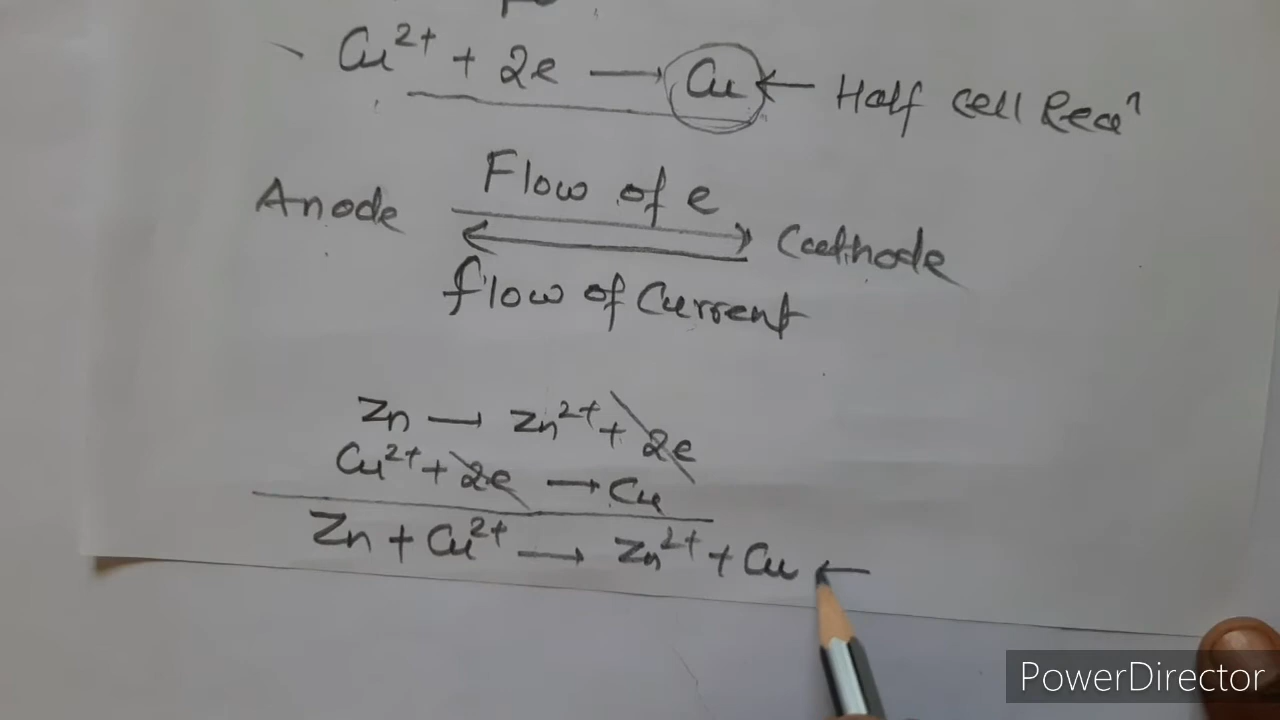 Cu²⁺ + 2e → Cu ← Half cell Reaⁿ
Flow of e
Anode Cathode
flow of Current
Zn → Zn²⁺ + 2e
Cu²⁺ + 2e → Cu
Zn + Cu²⁺ → Zn²⁺ + Cu ←
PowerDirector